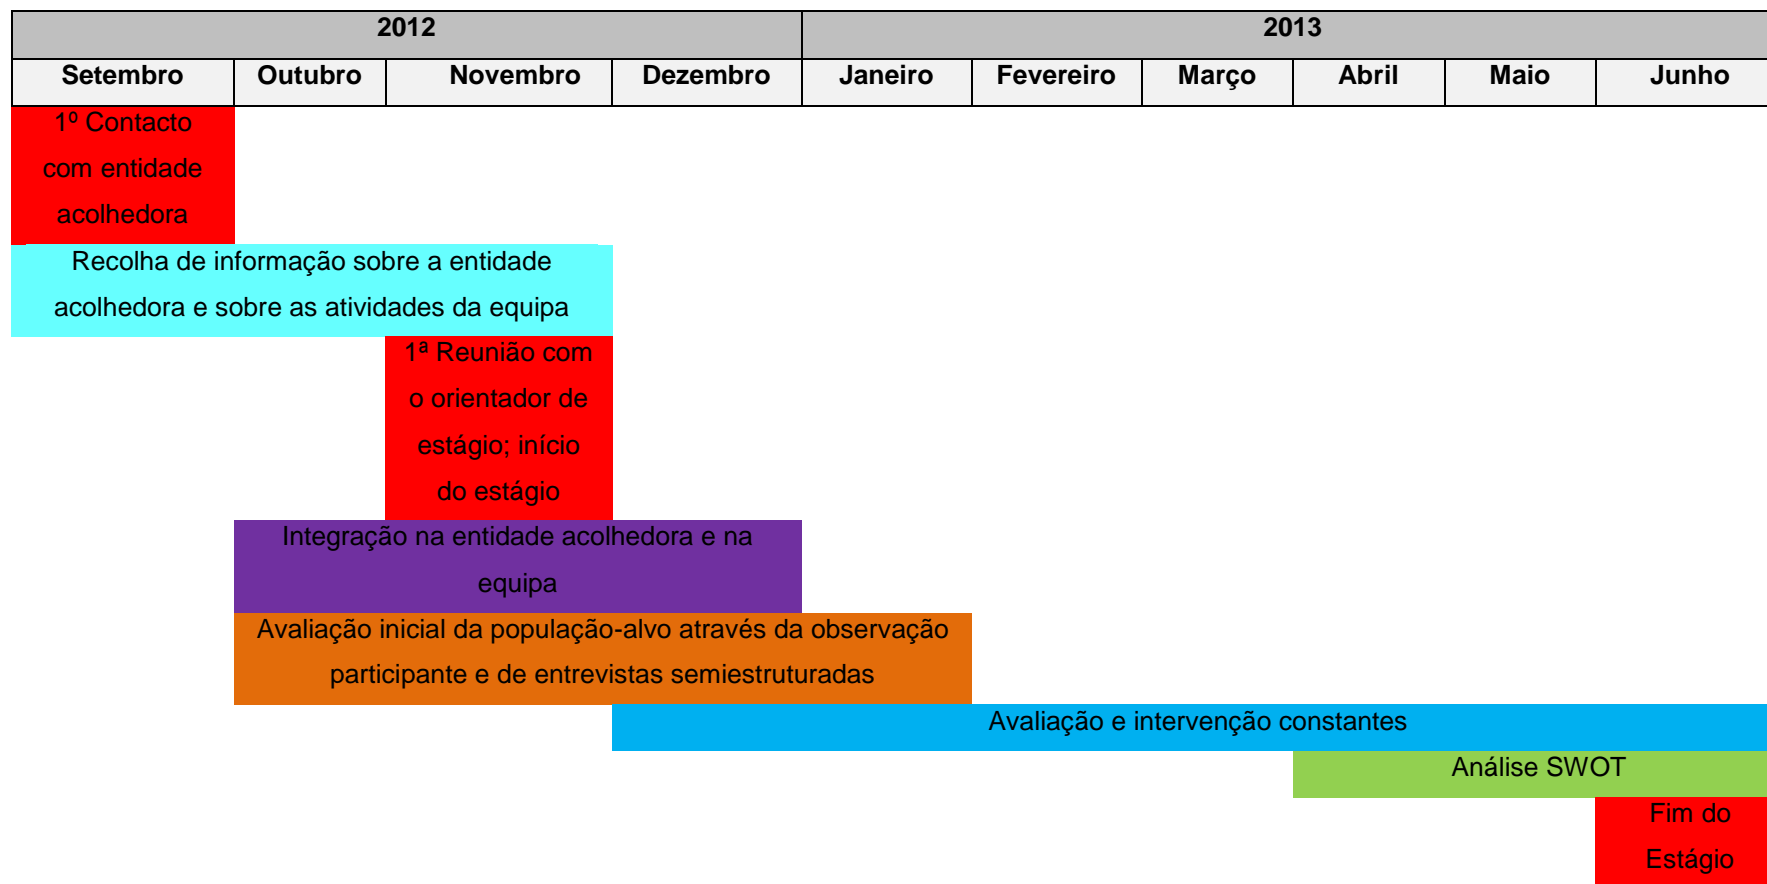 2012 2013
Setembro Outubro Novembro Dezembro Janeiro Fevereiro Março Abril Maio Junho
1º Contacto
com entidade
acolhedora
Recolha de informação sobre a entidade
acolhedora e sobre as atividades da equipa
1ª Reunião com
o orientador de
estágio; início
do estágio
Integração na entidade acolhedora e na
equipa
Avaliação inicial da população-alvo através da observação
participante e de entrevistas semiestruturadas
Avaliação e intervenção constantes
Análise SWOT
Fim do
Estágio